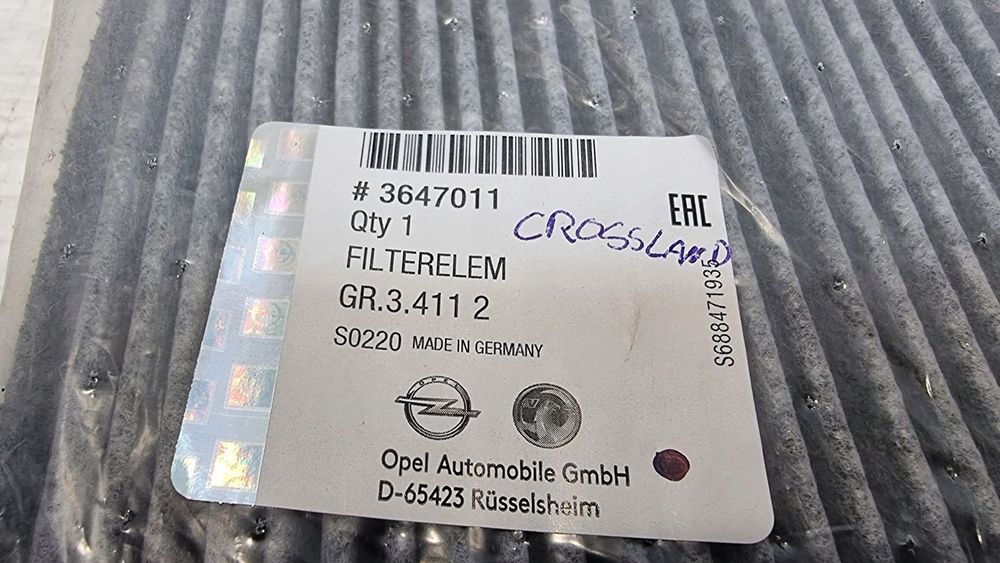 # 3647011
Qty 1
CROSSLAND
EAC
FILTERELEM
GR.3.411 2
S0220 MADE IN GERMANY
S688471935
OPEL
Opel Automobile GmbH
D-65423 Rüsselsheim